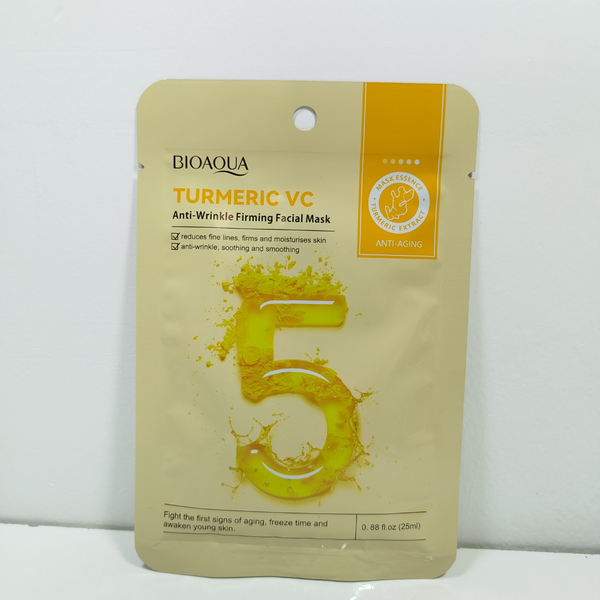 BIOAQUA
TURMERIC VC
Anti-Wrinkle Firming Facial Mask
reduces fine lines, firms and moisturises skin
anti-wrinkle, soothing and smoothing
MASK ESSENCE
TURMERIC EXTRACT
ANTI-AGING
5
Fight the first signs of aging, freeze time and
awaken young skin.
0. 88 fl.oz (25ml)